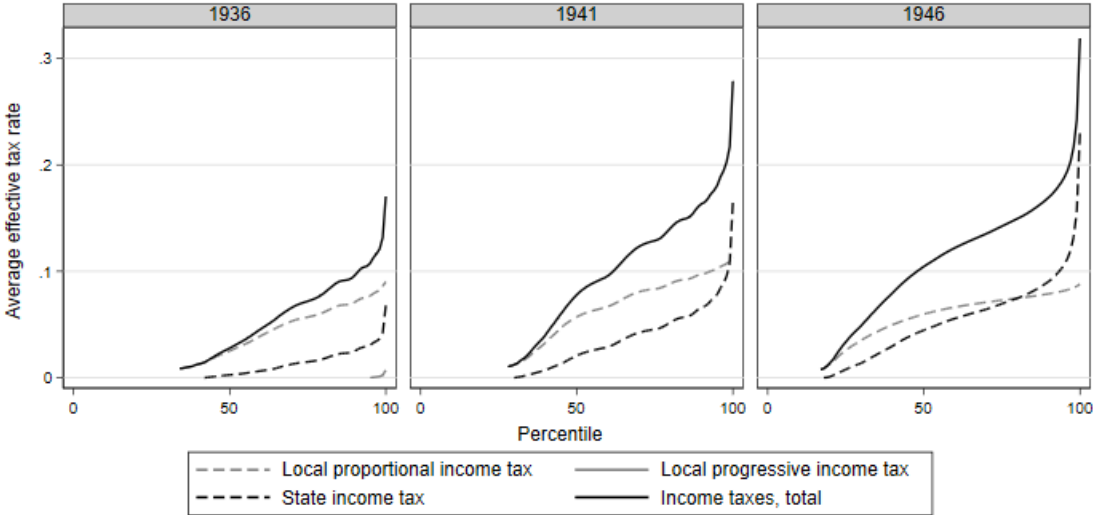 1936 1941 1946
.3
.2
.1
0
Average effective tax rate
0 50 100 0 50 100 0 50 100
Percentile
Local proportional income tax Local progressive income tax
State income tax Income taxes, total